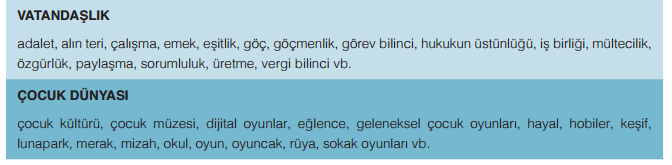 VATANDAŞLIK
adalet, alın teri, çalışma, emek, eşitlik, göç, göçmenlik, görev bilinci, hukukun üstünlüğü, iş birliği, mültecilik,
özgürlük, paylaşma, sorumluluk, üretme, vergi bilinci vb.
ÇOCUK DÜNYASI
çocuk kültürü, çocuk müzesi, dijital oyunlar, eğlence, geleneksel çocuk oyunları, hayal, hobiler, keşif,
lunapark, merak, mizah, okul, oyun, oyuncak, rüya, sokak oyunları vb.